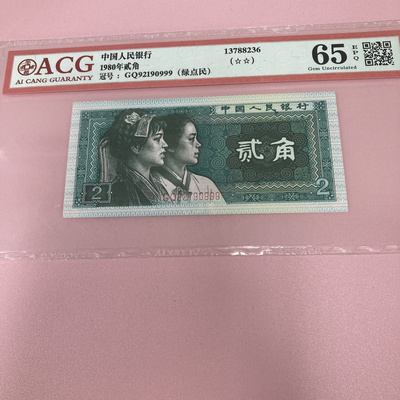 ACG
AI CANG GUARANTY
中国人民银行
1980年贰角
冠号：GQ92190999（绿点民）
13788236
（☆☆）
65 EPQ
Gem Uncirculated
中国人民银行
贰角
2
2